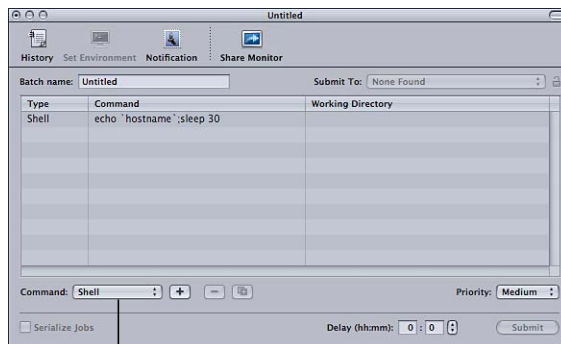 Untitled
History Set Environment Notification Share Monitor
Batch name: Untitled Submit To: None Found
Type Command Working Directory
Shell echo `hostname`;sleep 30
Command: Shell + − Priority: Medium
Serialize Jobs Delay (hh:mm): 0 : 0 Submit